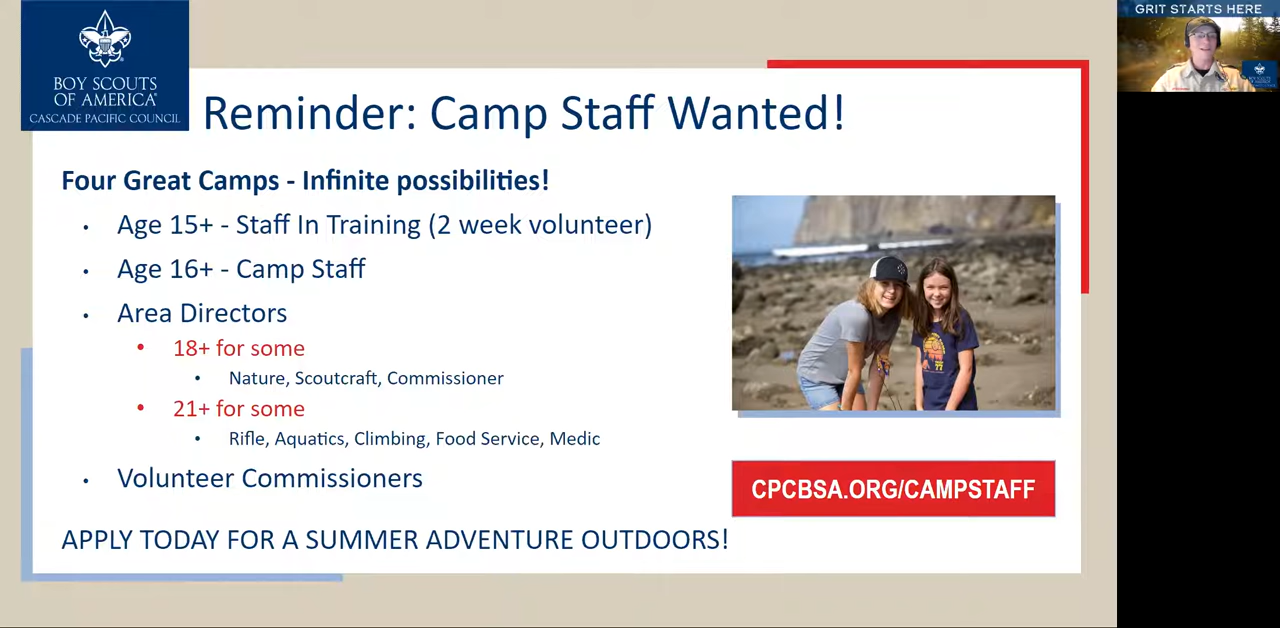 BOY SCOUTS
OF AMERICA®
CASCADE PACIFIC COUNCIL
Reminder: Camp Staff Wanted!
Four Great Camps - Infinite possibilities!
• Age 15+ - Staff In Training (2 week volunteer)
• Age 16+ - Camp Staff
• Area Directors
• 18+ for some
• Nature, Scoutcraft, Commissioner
• 21+ for some
• Rifle, Aquatics, Climbing, Food Service, Medic
• Volunteer Commissioners
APPLY TODAY FOR A SUMMER ADVENTURE OUTDOORS!
CPCBSA.ORG/CAMPSTAFF
GRIT STARTS HERE